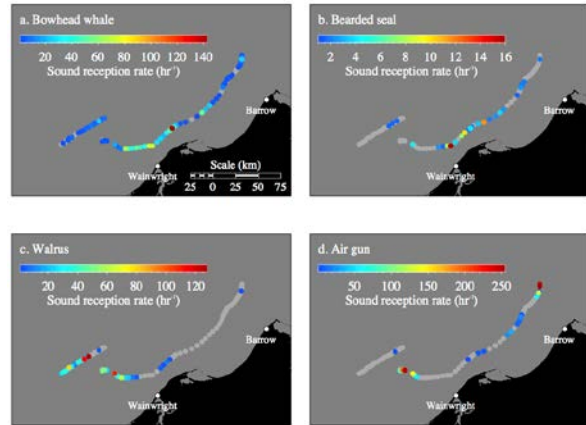 a. Bowhead whale
20 40 60 80 100 120 140
Sound reception rate (hr⁻¹)
Barrow
Wainwright
Scale (km)
25 0 25 50 75
b. Bearded seal
2 4 6 8 10 12 14 16
Sound reception rate (hr⁻¹)
Barrow
Wainwright
c. Walrus
20 40 60 80 100 120
Sound reception rate (hr⁻¹)
Barrow
Wainwright
d. Air gun
50 100 150 200 250
Sound reception rate (hr⁻¹)
Barrow
Wainwright